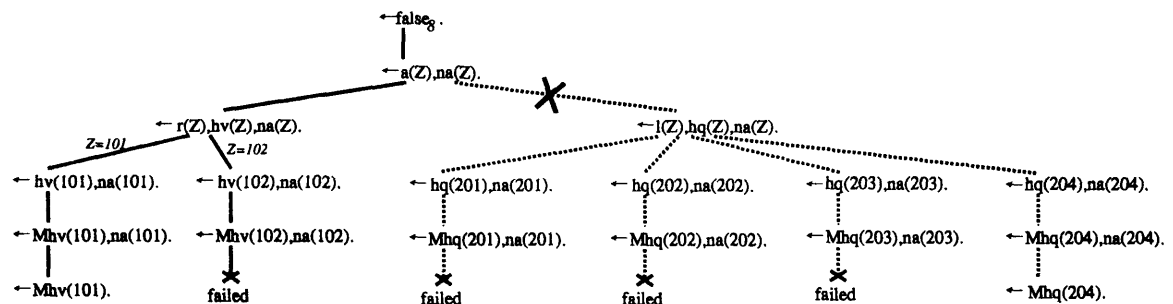 ←false8.
←a(Z),na(Z).
← r(Z),hv(Z),na(Z). ←l(Z),hq(Z),na(Z).
Z=101 Z=102
← hv(101),na(101). ← hv(102),na(102). ← hq(201),na(201). ← hq(202),na(202). ← hq(203),na(203). ←hq(204),na(204).
←Mhv(101),na(101). ←Mhv(102),na(102). ←Mhq(201),na(201). ←Mhq(202),na(202). ←Mhq(203),na(203). ←Mhq(204),na(204).
←Mhv(101). failed failed failed failed ←Mhq(204).